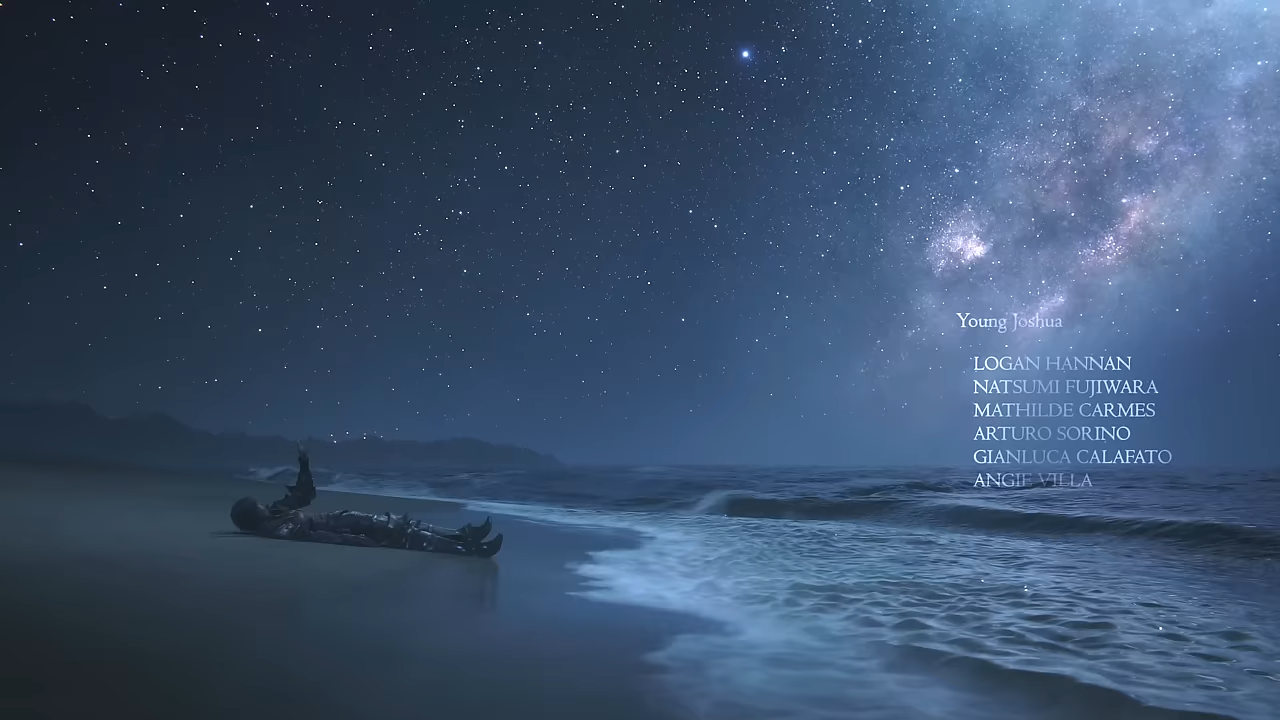 Young Joshua
LOGAN HANNAN
NATSUMI FUJIWARA
MATHILDE CARMES
ARTURO SORINO
GIANLUCA CALAFATO
ANGIE VILLA